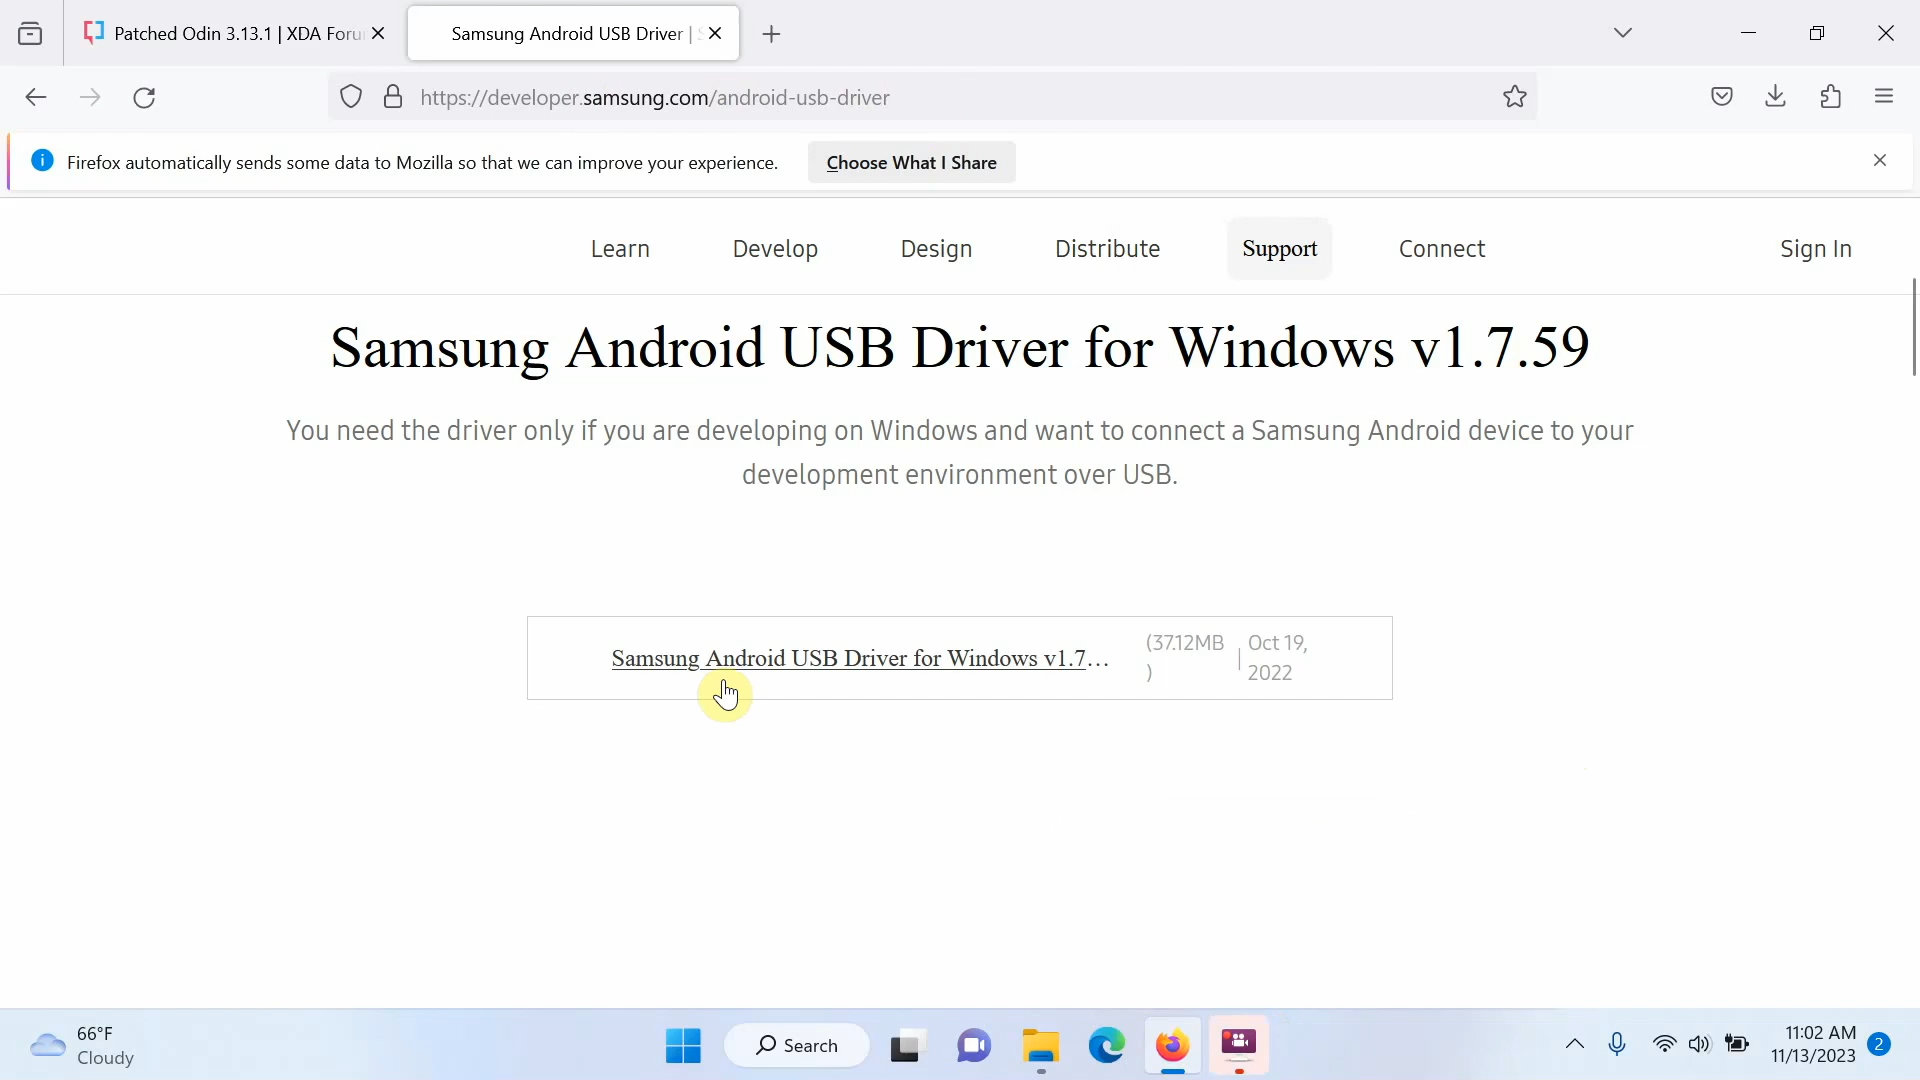 Patched Odin 3.13.1 | XDA Foru
Samsung Android USB Driver |
https://developer.samsung.com/android-usb-driver
Firefox automatically sends some data to Mozilla so that we can improve your experience.
Choose What I Share
Learn
Develop
Design
Distribute
Support
Connect
Sign In
Samsung Android USB Driver for Windows v1.7.59
You need the driver only if you are developing on Windows and want to connect a Samsung Android device to your
development environment over USB.
Samsung Android USB Driver for Windows v1.7...
(37.12MB
)
|
Oct 19,
2022
66°F
Cloudy
Search
11:02 AM
11/13/2023
2